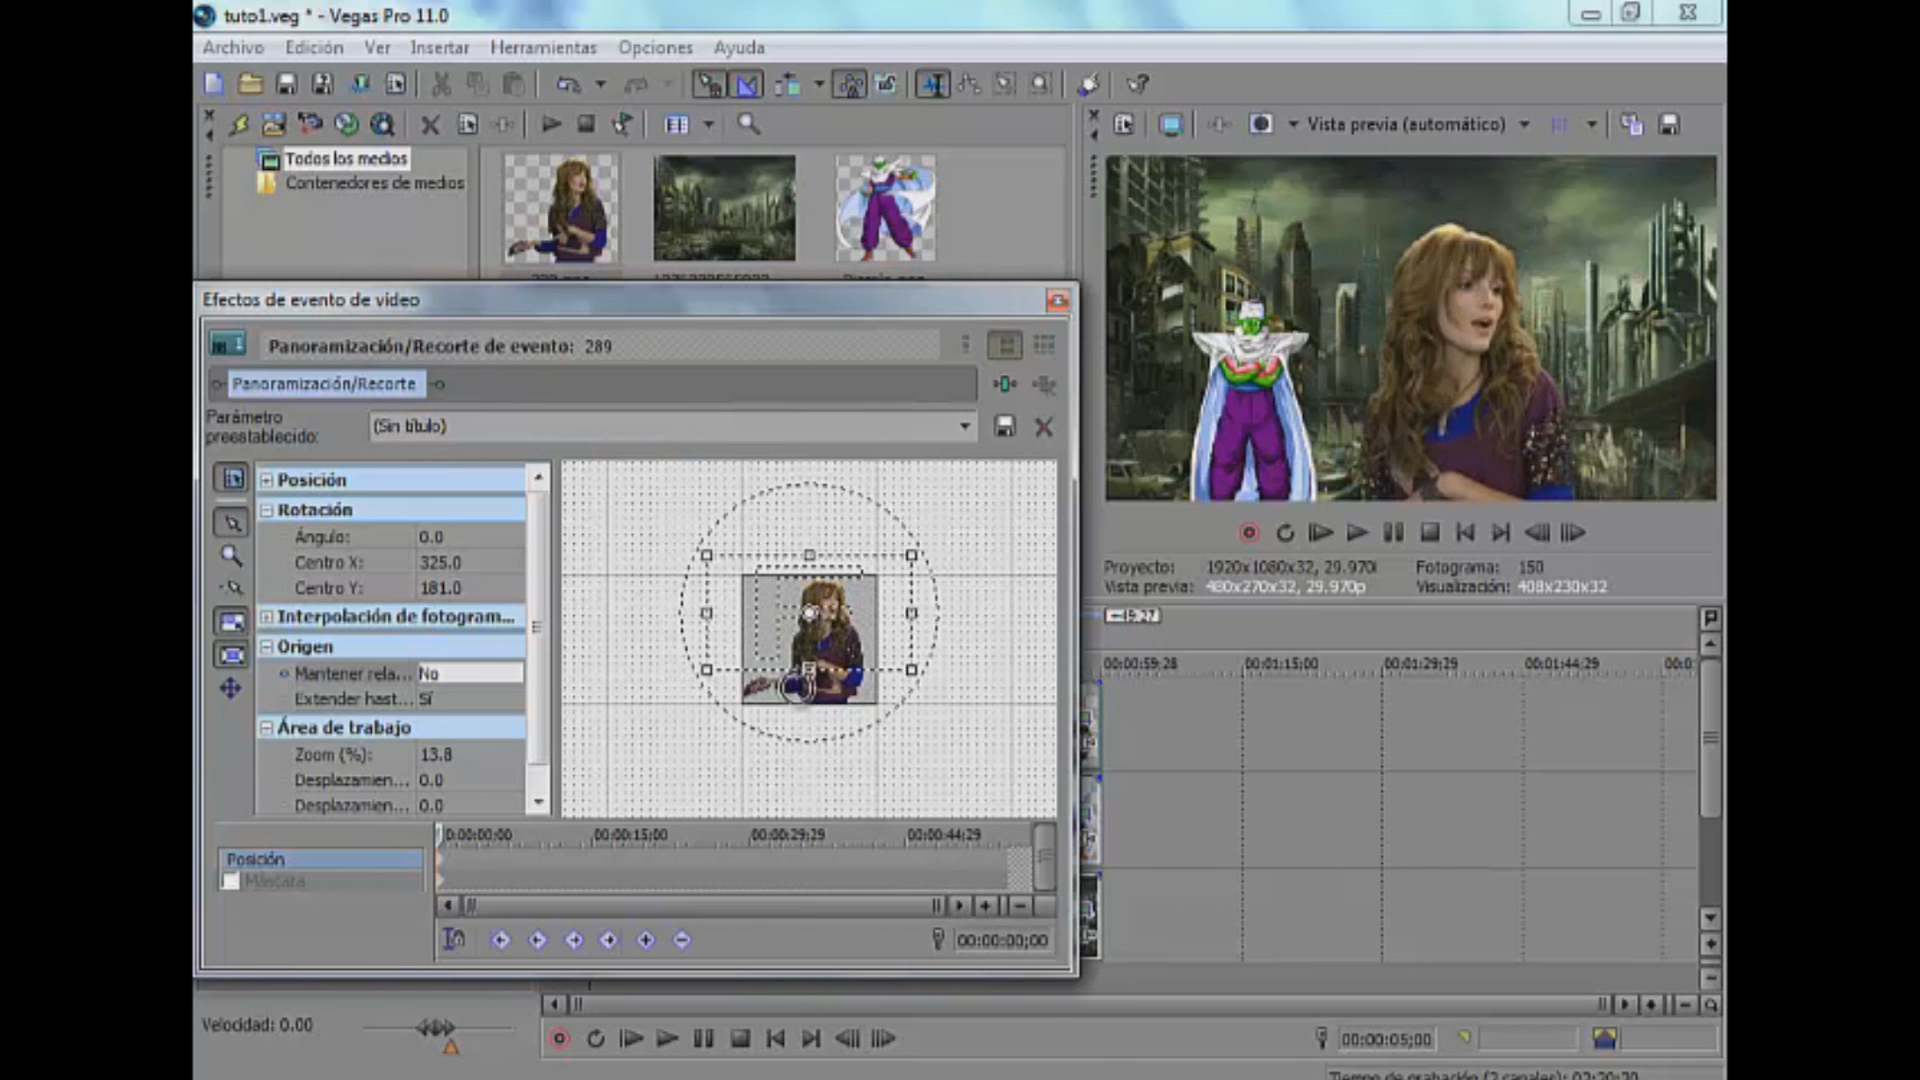 tuto1.veg * - Vegas Pro 11.0
Archivo Edición Ver Insertar Herramientas Opciones Ayuda
Vista previa (automático)
Todos los medios
Contenedores de medios
Efectos de evento de vídeo
Panoramización/Recorte de evento: 289
Panoramización/Recorte
Parámetro
preestablecido:
(Sin título)
Posición
Rotación
Ángulo: 0.0
Centro X: 325.0
Centro Y: 181.0
Interpolación de fotogram...
Origen
Mantener rela... No
Extender hast... Sí
Área de trabajo
Zoom (%): 13.8
Desplazamien... 0.0
Desplazamien... 0.0
0:00:00;00 00:00:15;00 00:00:29;29 00:00:44;29
Posición
Máscara
00:00:00;00
Proyecto: 1920x1080x32, 29.970i
Fotograma: 150
Vista previa: 480x270x32, 29.970p
Visualización: 408x230x32
-49:27
00:00:59;28 00:01:15;00 00:01:29;29 00:01:44;29 00:0
Velocidad: 0.00
00:00:05;00